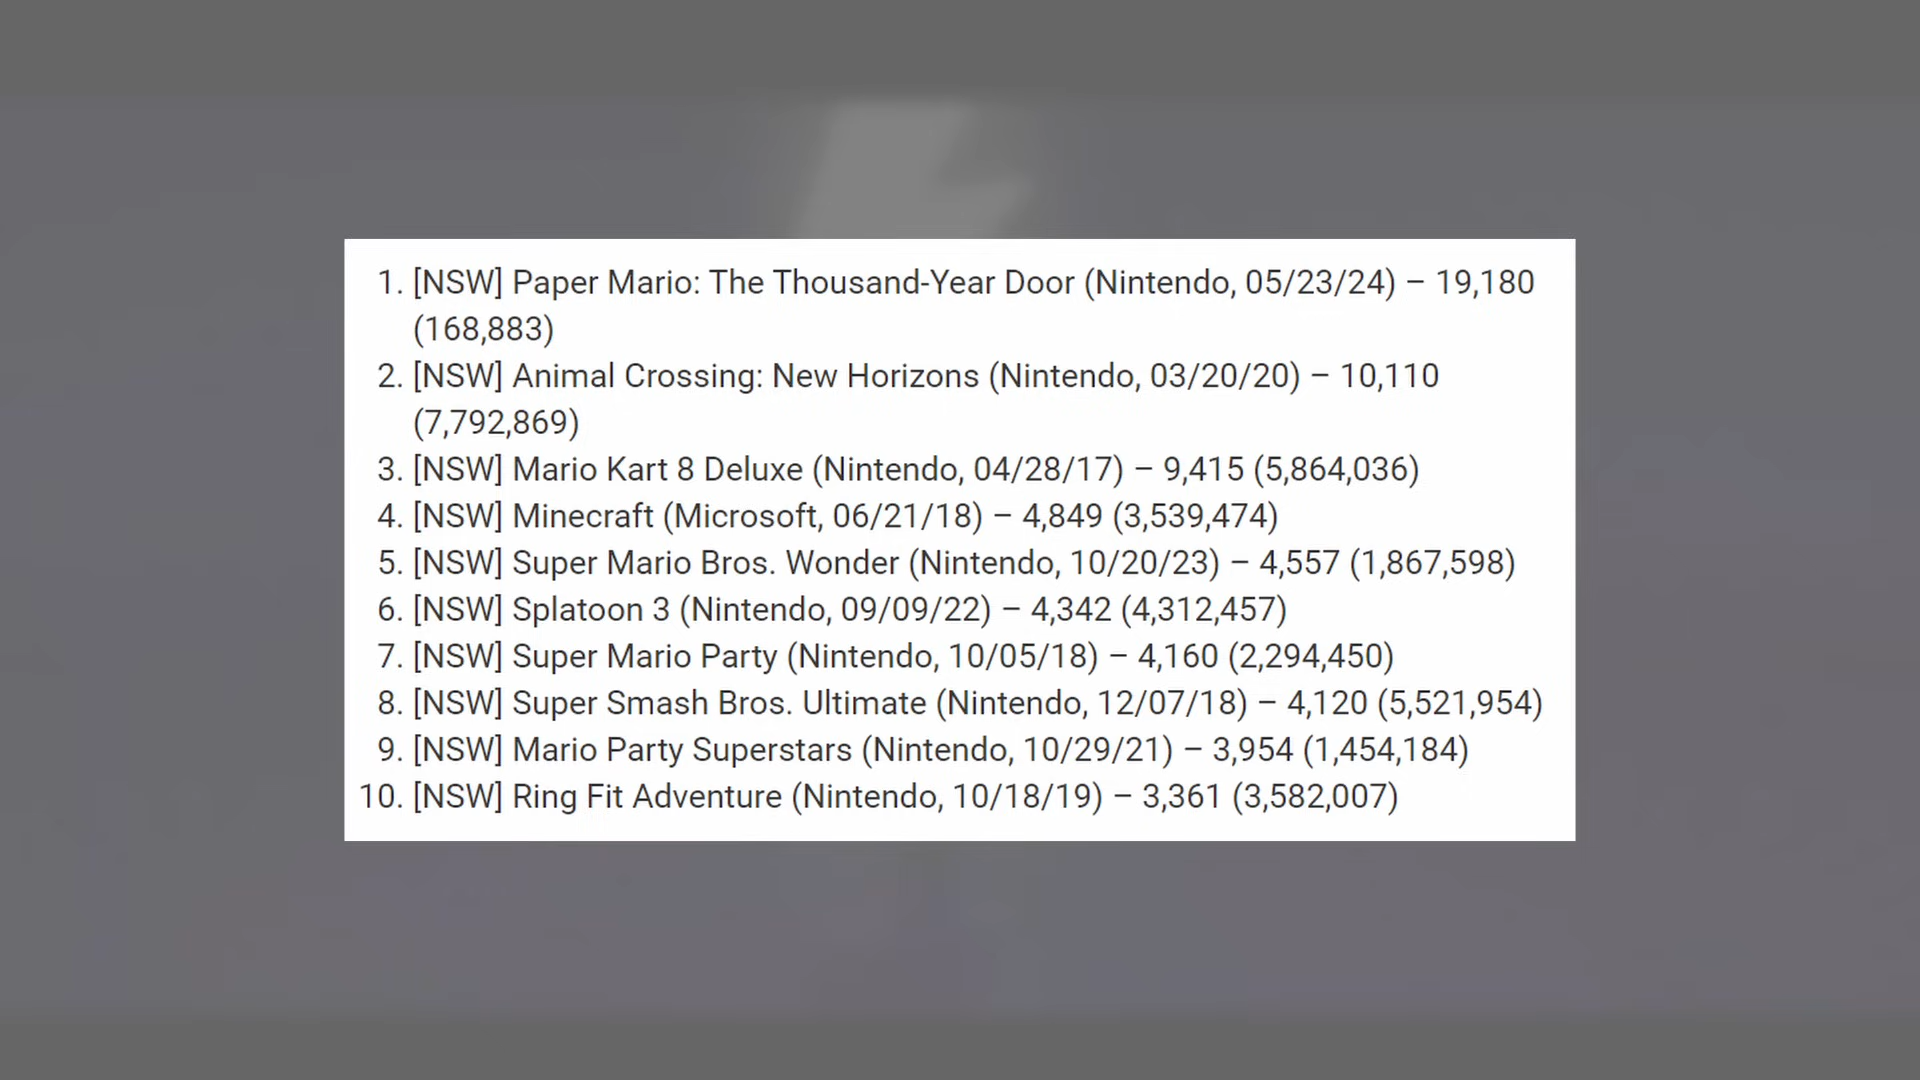 1. [NSW] Paper Mario: The Thousand-Year Door (Nintendo, 05/23/24) – 19,180
(168,883)
2. [NSW] Animal Crossing: New Horizons (Nintendo, 03/20/20) – 10,110
(7,792,869)
3. [NSW] Mario Kart 8 Deluxe (Nintendo, 04/28/17) – 9,415 (5,864,036)
4. [NSW] Minecraft (Microsoft, 06/21/18) – 4,849 (3,539,474)
5. [NSW] Super Mario Bros. Wonder (Nintendo, 10/20/23) – 4,557 (1,867,598)
6. [NSW] Splatoon 3 (Nintendo, 09/09/22) – 4,342 (4,312,457)
7. [NSW] Super Mario Party (Nintendo, 10/05/18) – 4,160 (2,294,450)
8. [NSW] Super Smash Bros. Ultimate (Nintendo, 12/07/18) – 4,120 (5,521,954)
9. [NSW] Mario Party Superstars (Nintendo, 10/29/21) – 3,954 (1,454,184)
10. [NSW] Ring Fit Adventure (Nintendo, 10/18/19) – 3,361 (3,582,007)